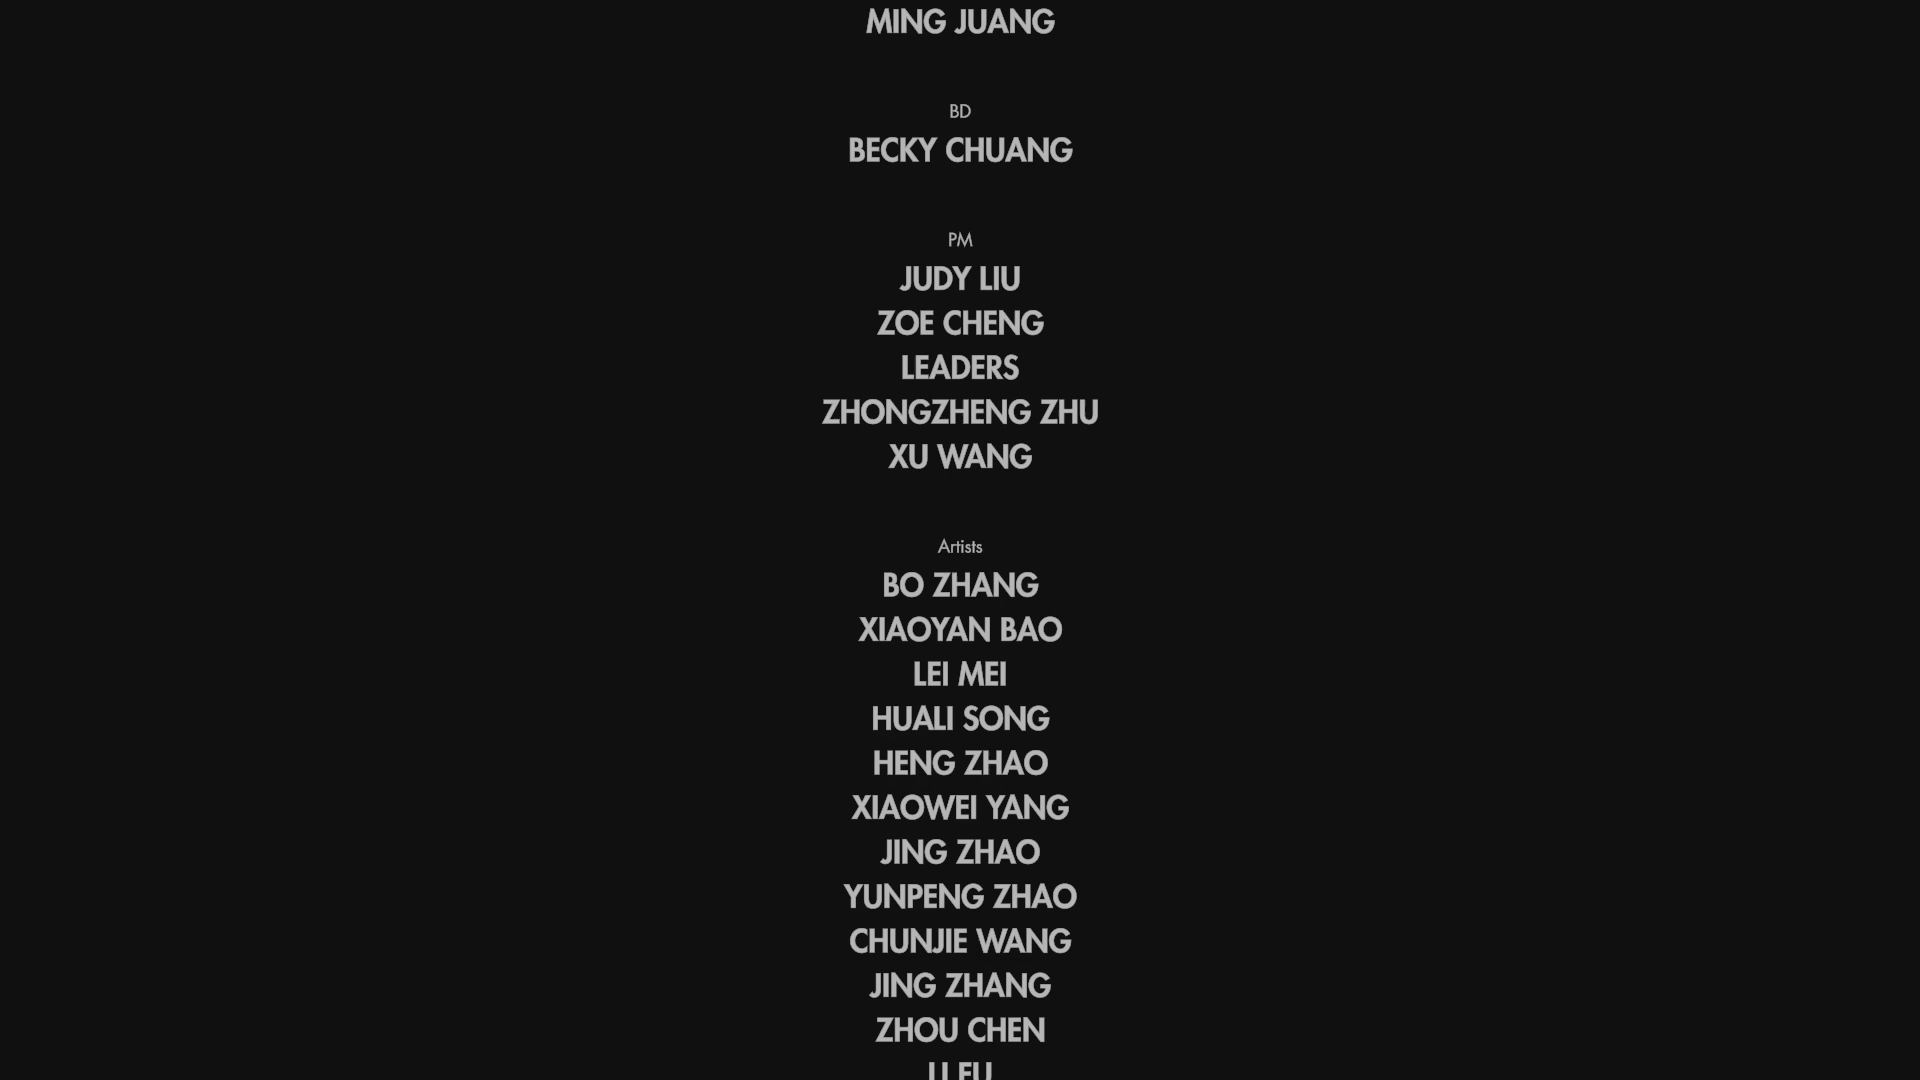 MING JUANG
BD
BECKY CHUANG
PM
JUDY LIU
ZOE CHENG
LEADERS
ZHONGZHENG ZHU
XU WANG
Artists
BO ZHANG
XIAOYAN BAO
LEI MEI
HUALI SONG
HENG ZHAO
XIAOWEI YANG
JING ZHAO
YUNPENG ZHAO
CHUNJIE WANG
JING ZHANG
ZHOU CHEN